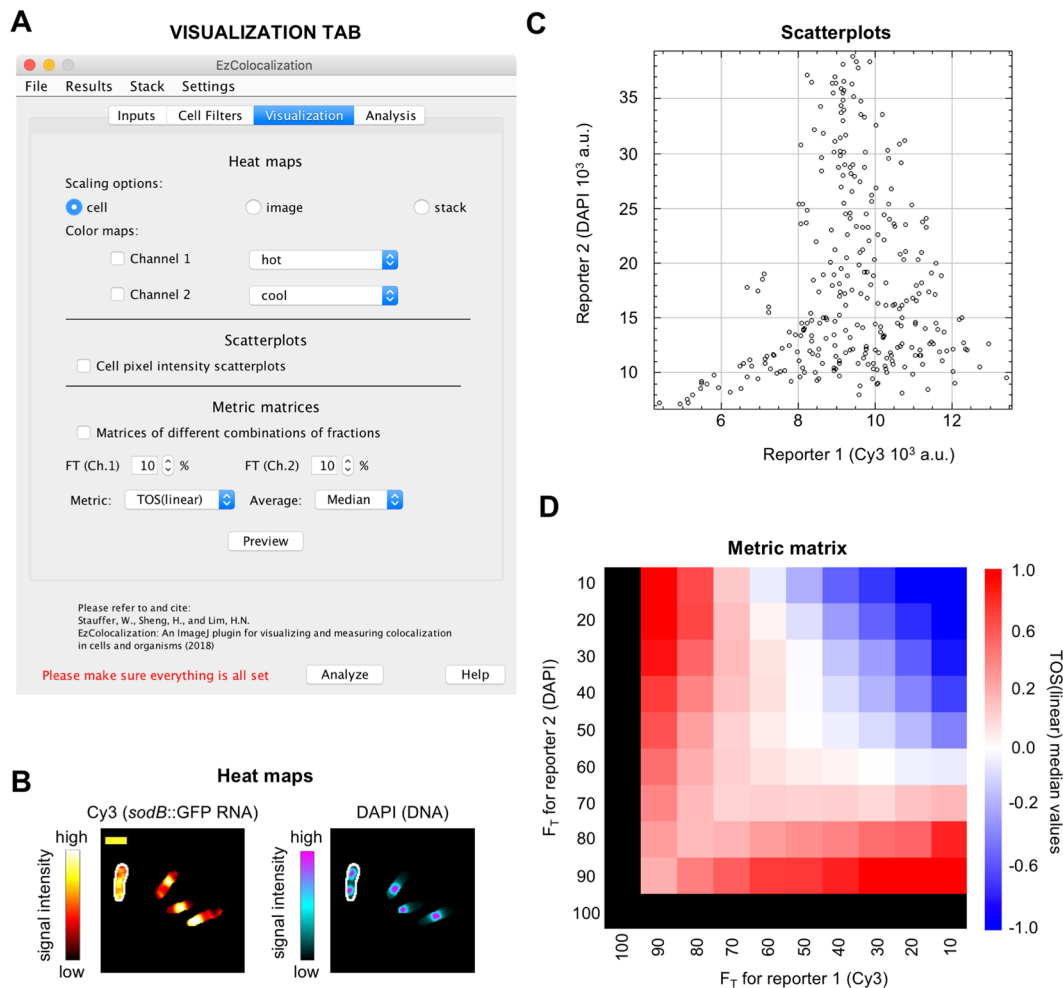 A
VISUALIZATION TAB
EzColocalization
File Results Stack Settings
Inputs Cell Filters Visualization Analysis
Heat maps
Scaling options:
cell image stack
Color maps:
Channel 1 hot
Channel 2 cool
Scatterplots
Cell pixel intensity scatterplots
Metric matrices
Matrices of different combinations of fractions
FT (Ch.1) 10 % FT (Ch.2) 10 %
Metric: TOS(linear) Average: Median
Preview
Please refer to and cite:
Stauffer, W., Sheng, H., and Lim, H.N.
EzColocalization: An ImageJ plugin for visualizing and measuring colocalization
in cells and organisms (2018)
Please make sure everything is all set Analyze Help
B
Heat maps
Cy3 (sodB::GFP RNA) DAPI (DNA)
high high
signal intensity signal intensity
low low
C
Scatterplots
Reporter 2 (DAPI 10³ a.u.)
35
30
25
20
15
10
6 8 10 12
Reporter 1 (Cy3 10³ a.u.)
D
Metric matrix
F_T for reporter 2 (DAPI)
10
20
30
40
50
60
70
80
90
100
100 90 80 70 60 50 40 30 20 10
F_T for reporter 1 (Cy3)
1.0
0.6
0.2
0.0
-0.2
-0.6
-1.0
TOS(linear) median values